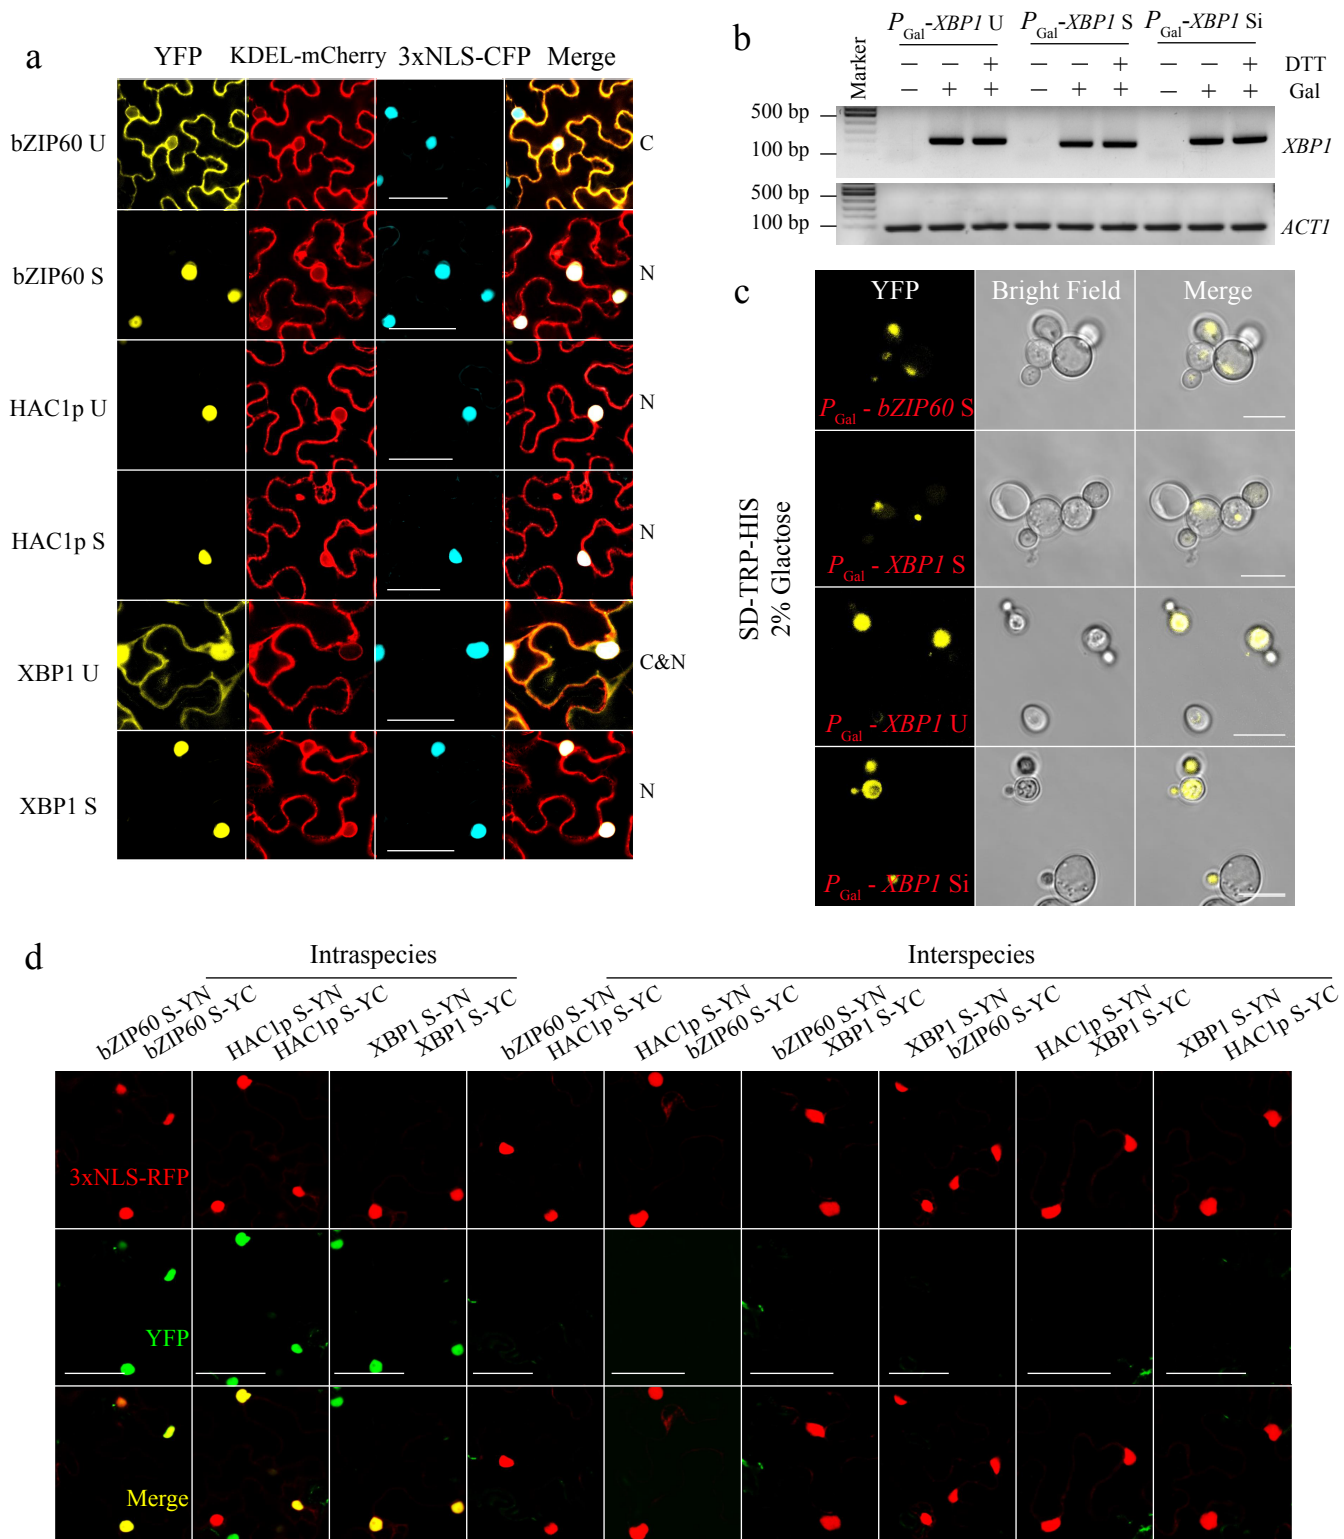 a
YFP KDEL-mCherry 3xNLS-CFP Merge
bZIP60 U
C
bZIP60 S
N
HAC1p U
N
HAC1p S
N
XBP1 U
C&N
XBP1 S
N
b
PGal-XBP1 U PGal-XBP1 S PGal-XBP1 Si
Marker
+ + + DTT
− + + − + + − + + Gal
500 bp
100 bp
XBP1
500 bp
100 bp
ACT1
c
YFP Bright Field Merge
SD-TRP-HIS
2% Glactose
PGal - bZIP60 S
PGal - XBP1 S
PGal - XBP1 U
PGal - XBP1 Si
d
Intraspecies Interspecies
bZIP60 S-YN
bZIP60 S-YC
HAC1p S-YN
HAC1p S-YC
XBP1 S-YN
XBP1 S-YC
bZIP60 S-YN
HAC1p S-YC
HAC1p S-YN
bZIP60 S-YC
bZIP60 S-YN
XBP1 S-YC
XBP1 S-YN
bZIP60 S-YC
HAC1p S-YN
XBP1 S-YC
XBP1 S-YN
HAC1p S-YC
3xNLS-RFP
YFP
Merge